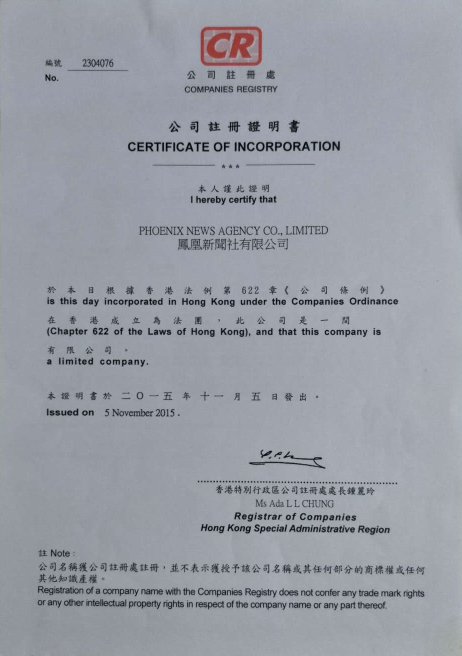 CR
編號 2304076
No.
公司註冊處
COMPANIES REGISTRY
公司註冊證明書
CERTIFICATE OF INCORPORATION
***
本人謹此證明
I hereby certify that
PHOENIX NEWS AGENCY CO., LIMITED
鳳凰新聞社有限公司
於本日根據香港法例第622章《公司條例》
is this day incorporated in Hong Kong under the Companies Ordinance
在香港成立為法團，此公司是一間
(Chapter 622 of the Laws of Hong Kong), and that this company is
有限公司。
a limited company.
本證明書於二〇一五年十一月五日發出。
Issued on 5 November 2015.
香港特別行政區公司註冊處處長鍾麗玲
Ms Ada L L CHUNG
Registrar of Companies
Hong Kong Special Administrative Region
註 Note:
公司名稱獲公司註冊處註冊，並不表示獲授予該公司名稱或其任何部分的商標權或任何
其他知識產權。
Registration of a company name with the Companies Registry does not confer any trade mark rights
or any other intellectual property rights in respect of the company name or any part thereof.